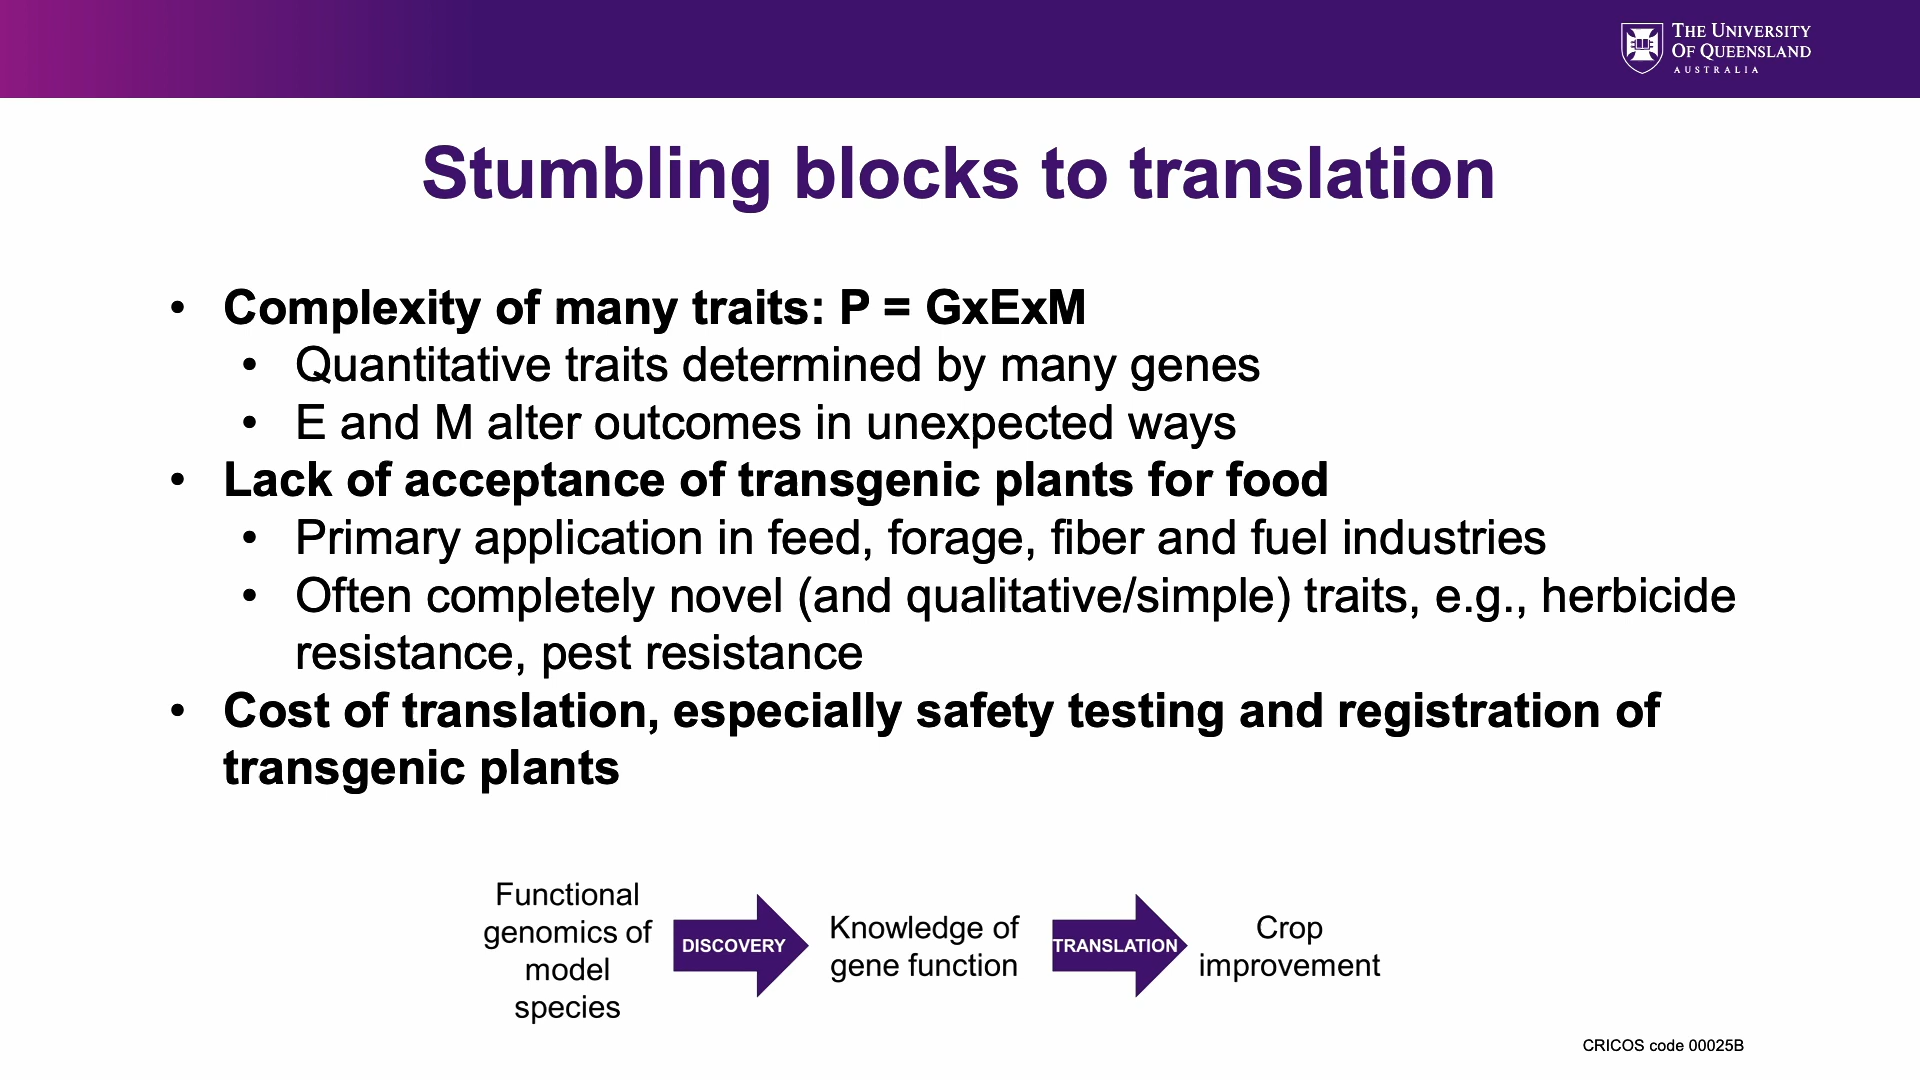 THE UNIVERSITY
OF QUEENSLAND
AUSTRALIA
Stumbling blocks to translation
• Complexity of many traits: P = GxExM
• Quantitative traits determined by many genes
• E and M alter outcomes in unexpected ways
• Lack of acceptance of transgenic plants for food
• Primary application in feed, forage, fiber and fuel industries
• Often completely novel (and qualitative/simple) traits, e.g., herbicide
resistance, pest resistance
• Cost of translation, especially safety testing and registration of
transgenic plants
Functional
genomics of
model
species
DISCOVERY
Knowledge of
gene function
TRANSLATION
Crop
improvement
CRICOS code 00025B